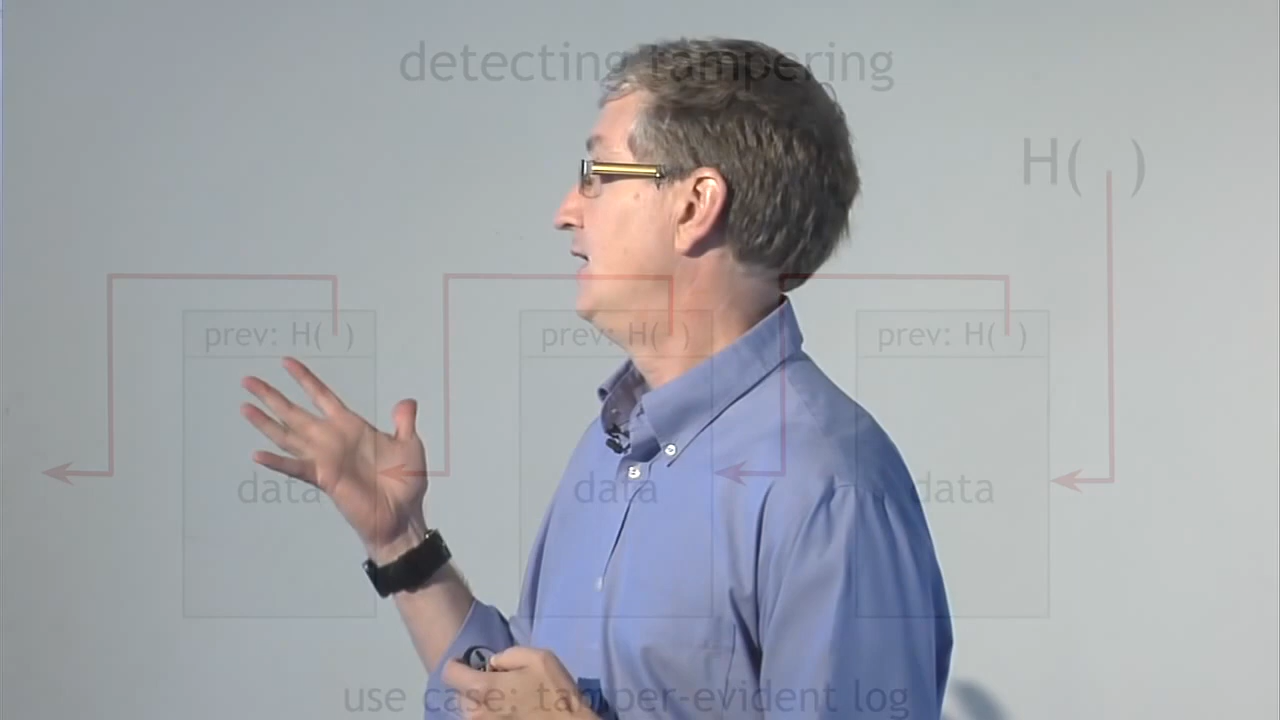 detecting tampering
H( )
prev: H( ) prev: H( ) prev: H( )
data data data
use case: tamper-evident log